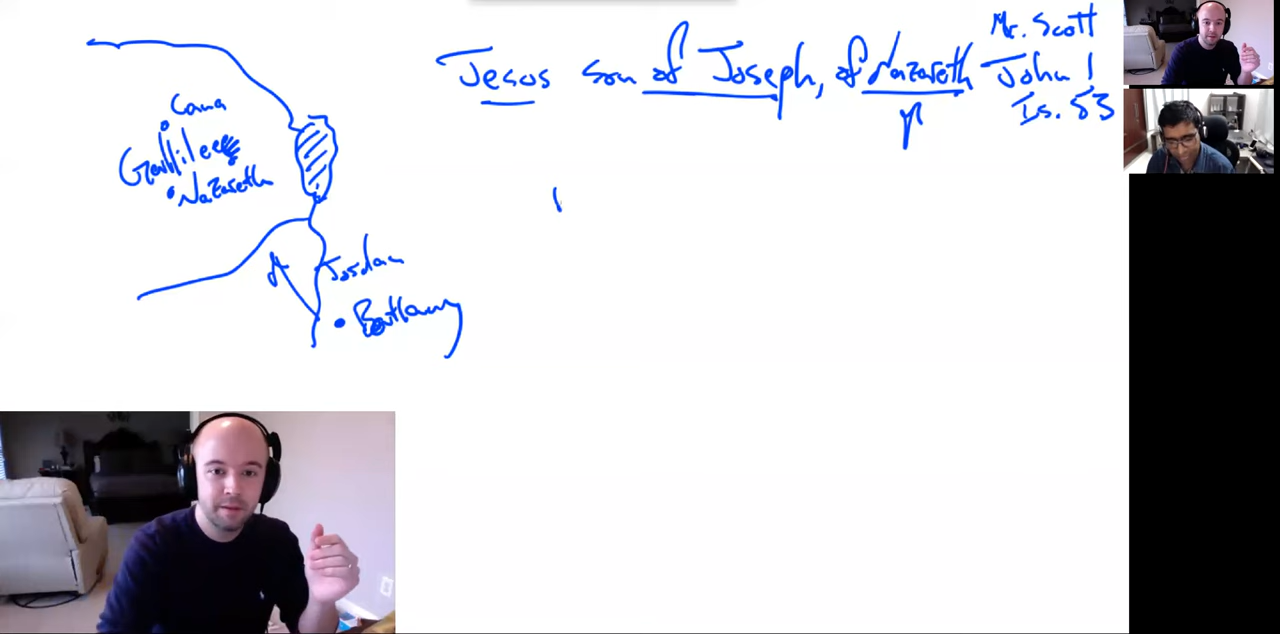 Mr. Scott
Jesus son of Joseph, of Nazareth John 1
Is. 53
Cana
Galilee
Nazareth
Jordan
Bethany